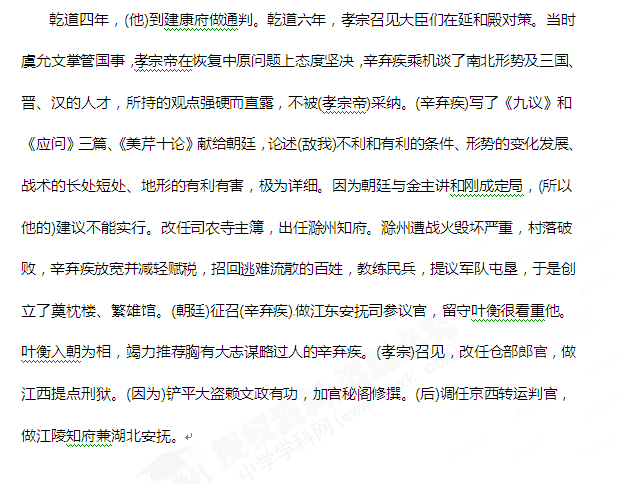 乾道四年，(他)到建康府做通判。乾道六年，孝宗召见大臣们在延和殿对策。当时
虞允文掌管国事，孝宗帝在恢复中原问题上态度坚决，辛弃疾乘机谈了南北形势及三国、
晋、汉的人才，所持的观点强硬而直露，不被(孝宗帝)采纳。(辛弃疾)写了《九议》和
《应问》三篇、《美芹十论》献给朝廷，论述(敌我)不利和有利的条件、形势的变化发展、
战术的长处短处、地形的有利有害，极为详细。因为朝廷与金主讲和刚成定局，(所以
他的)建议不能实行。改任司农寺主簿，出任滁州知府。滁州遭战火毁坏严重，村落破
败，辛弃疾放宽并减轻赋税，招回逃难流散的百姓，教练民兵，提议军队屯垦，于是创
立了奠枕楼、繁雄馆。(朝廷)征召(辛弃疾).做江东安抚司参议官，留守叶衡很看重他。
叶衡入朝为相，竭力推荐胸有大志谋略过人的辛弃疾。(孝宗)召见，改任仓部郎官，做
江西提点刑狱。(因为)铲平大盗赖文政有功，加官秘阁修撰。(后)调任京西转运判官，
做江陵知府兼湖北安抚。